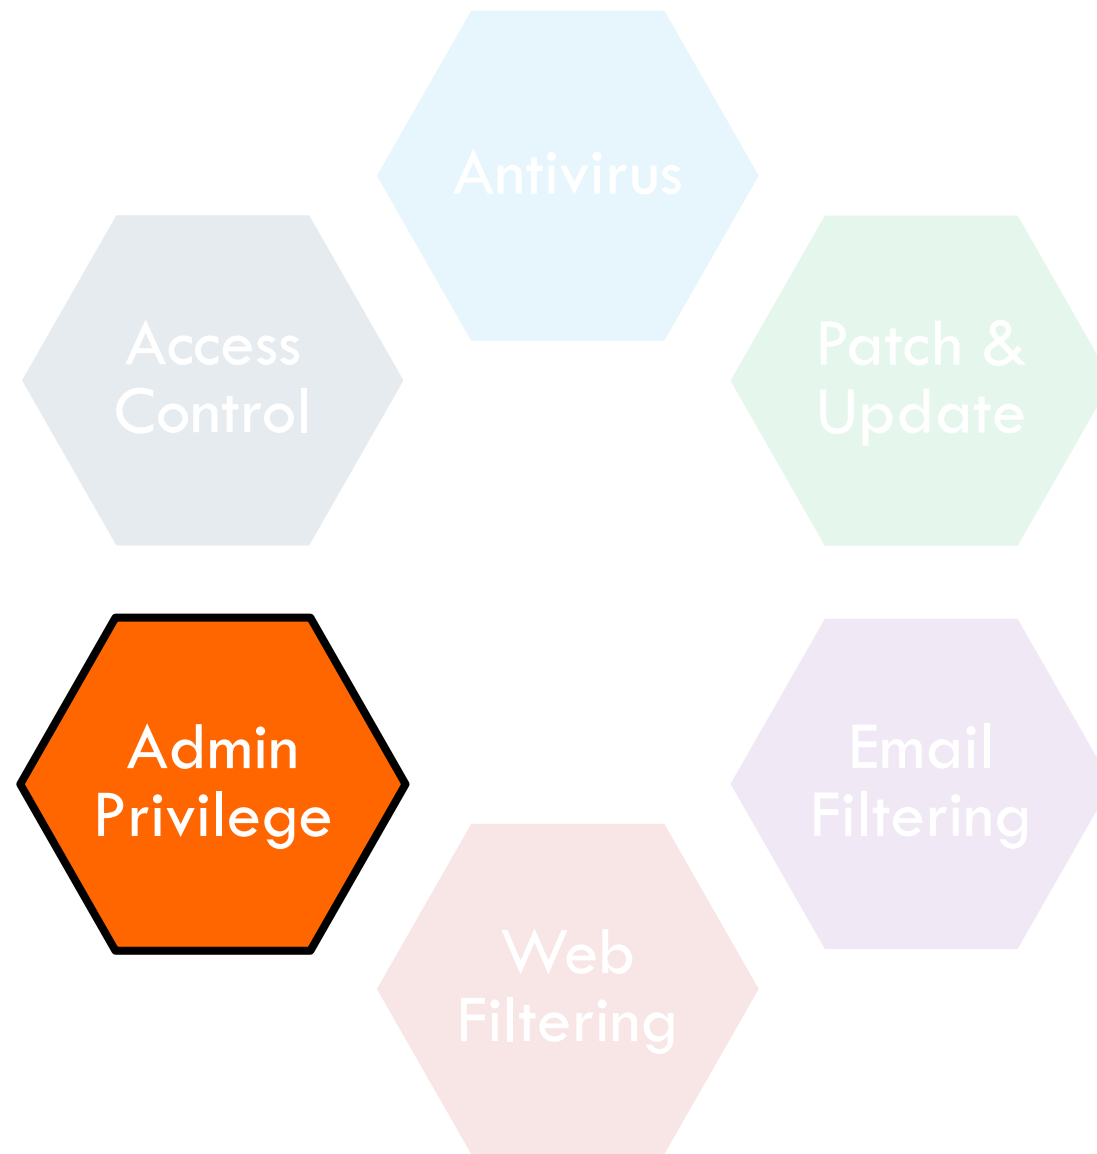 Antivirus
Access
Control
Patch &
Update
Admin
Privilege
Email
Filtering
Web
Filtering